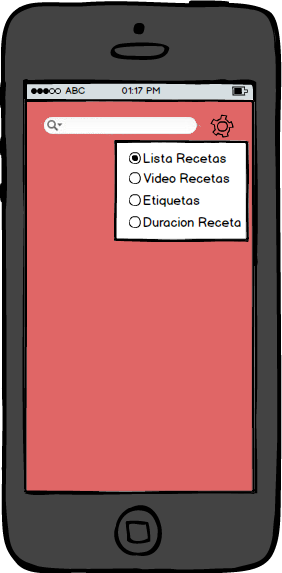 ABC 01:17 PM
Lista Recetas
Video Recetas
Etiquetas
Duracion Receta